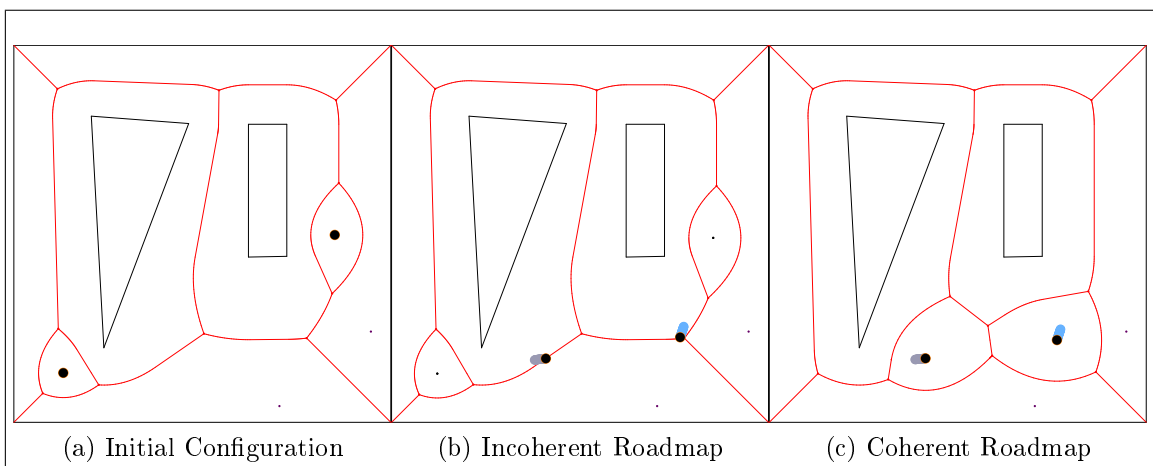 (a) Initial Configuration
(b) Incoherent Roadmap
(c) Coherent Roadmap